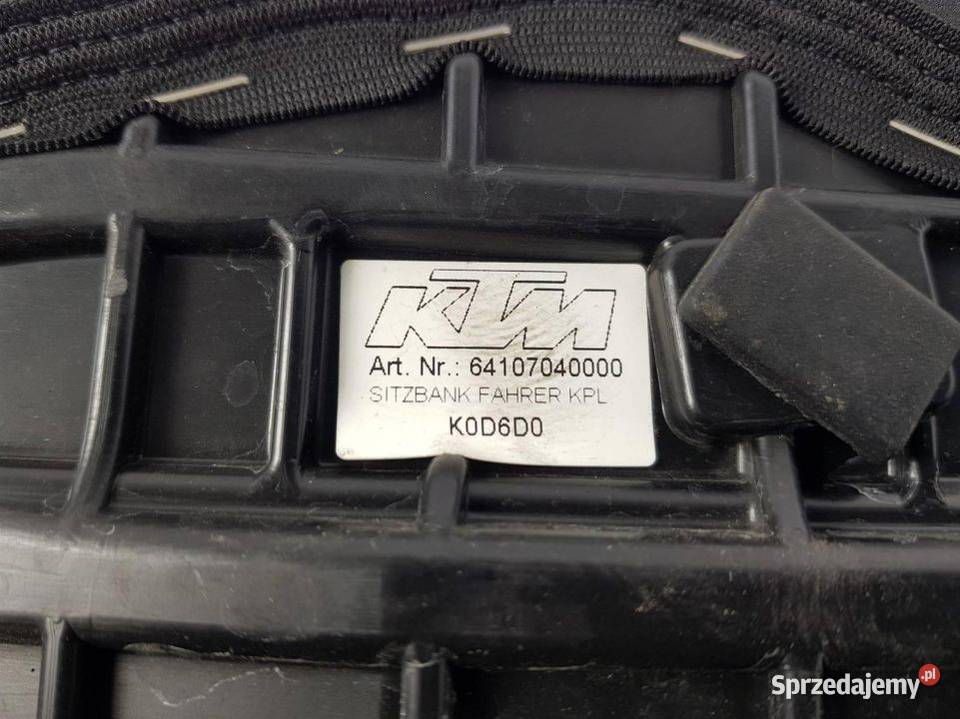 KTM
Art. Nr.: 64107040000
SITZBANK FAHRER KPL
K0D6D0
Sprzedajemy.pl